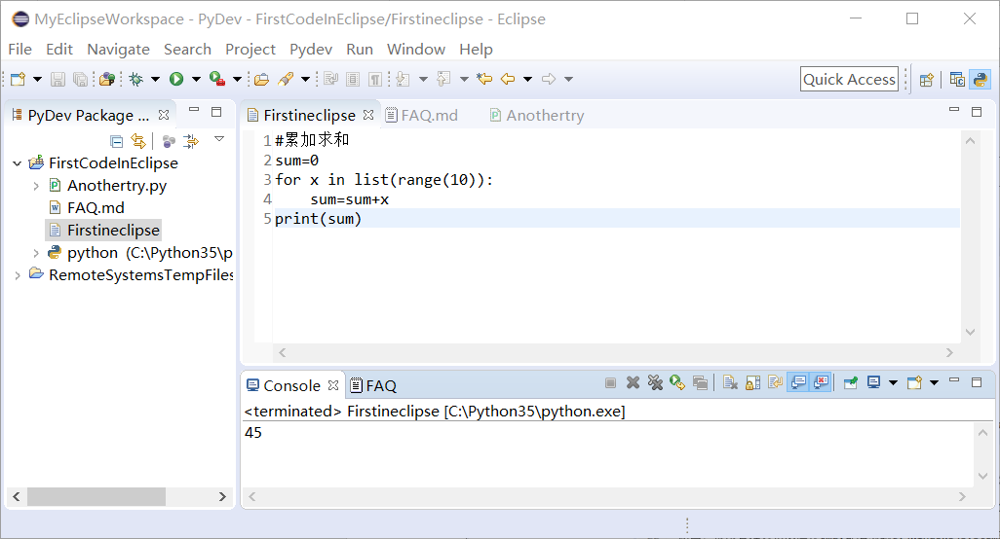 MyEclipseWorkspace - PyDev - FirstCodeInEclipse/Firstineclipse - Eclipse
File Edit Navigate Search Project Pydev Run Window Help
Quick Access
PyDev Package ...
FirstCodeInEclipse
Anothertry.py
FAQ.md
Firstineclipse
python (C:\Python35\p
RemoteSystemsTempFiles
Firstineclipse FAQ.md Anothertry
1 #累加求和
2 sum=0
3 for x in list(range(10)):
4     sum=sum+x
5 print(sum)
Console FAQ
<terminated> Firstineclipse [C:\Python35\python.exe]
45